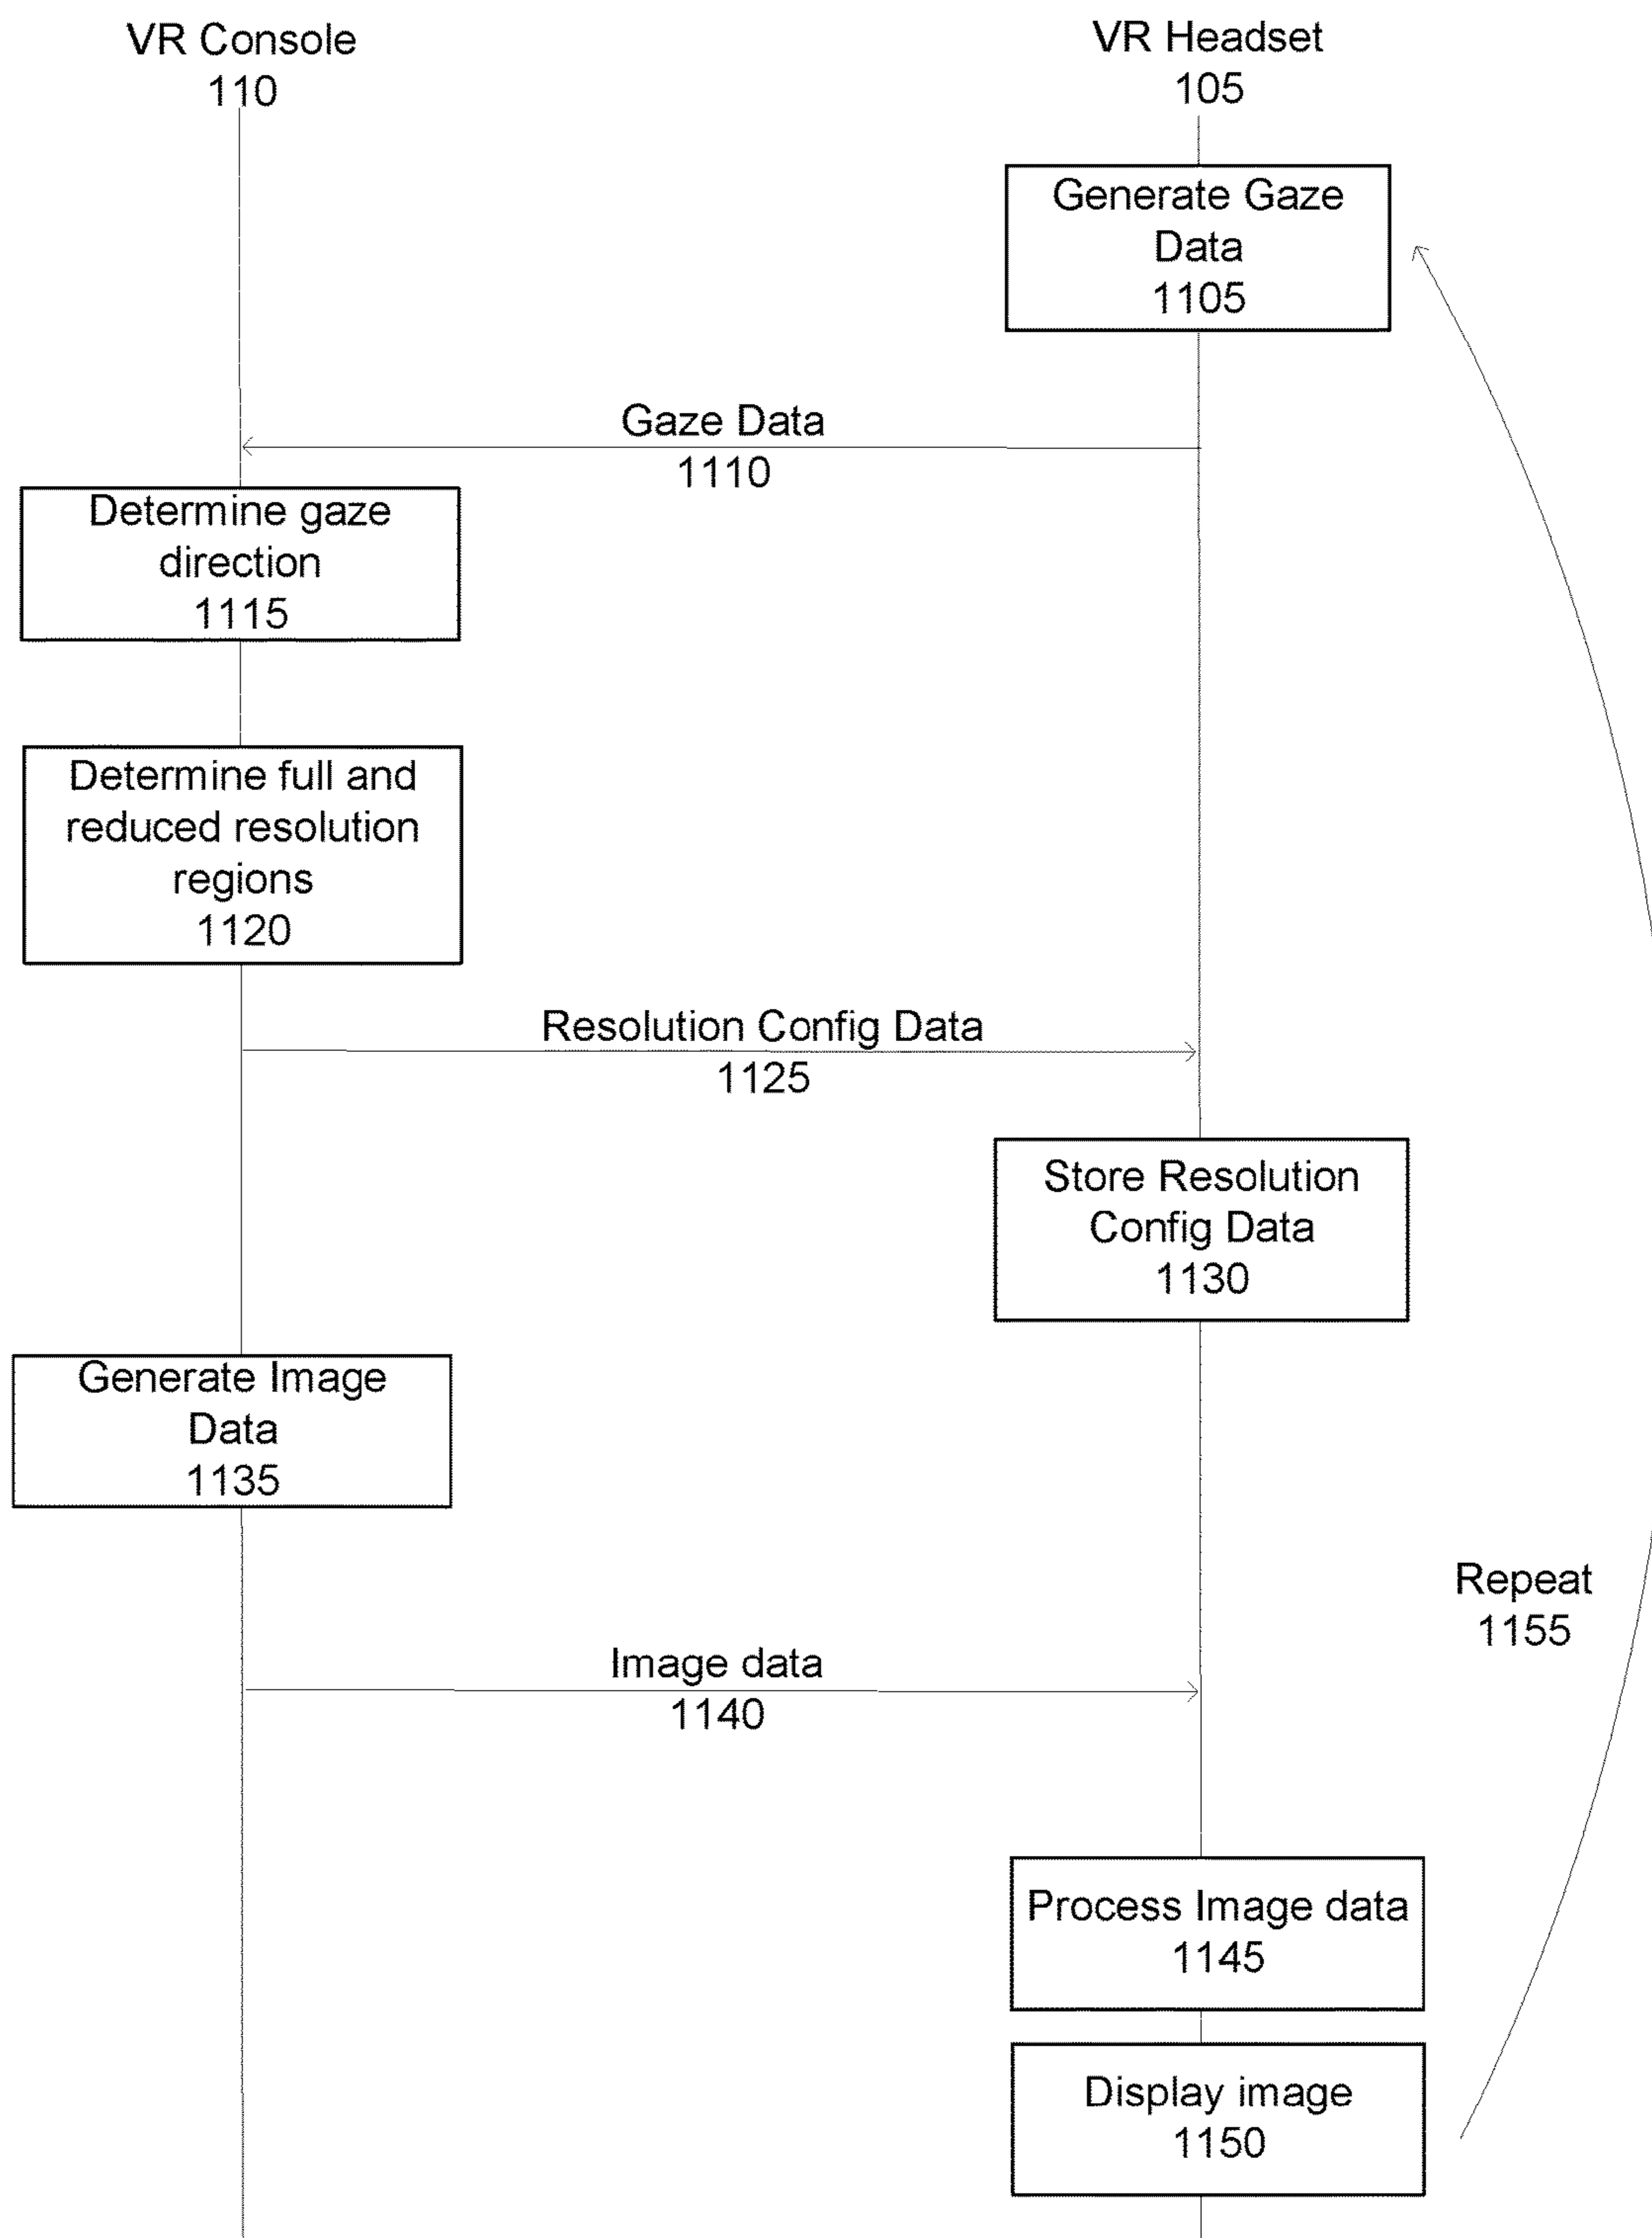 VR Console
110
VR Headset
105
Generate Gaze
Data
1105
Gaze Data
1110
Determine gaze
direction
1115
Determine full and
reduced resolution
regions
1120
Resolution Config Data
1125
Store Resolution
Config Data
1130
Generate Image
Data
1135
Repeat
1155
Image data
1140
Process Image data
1145
Display image
1150